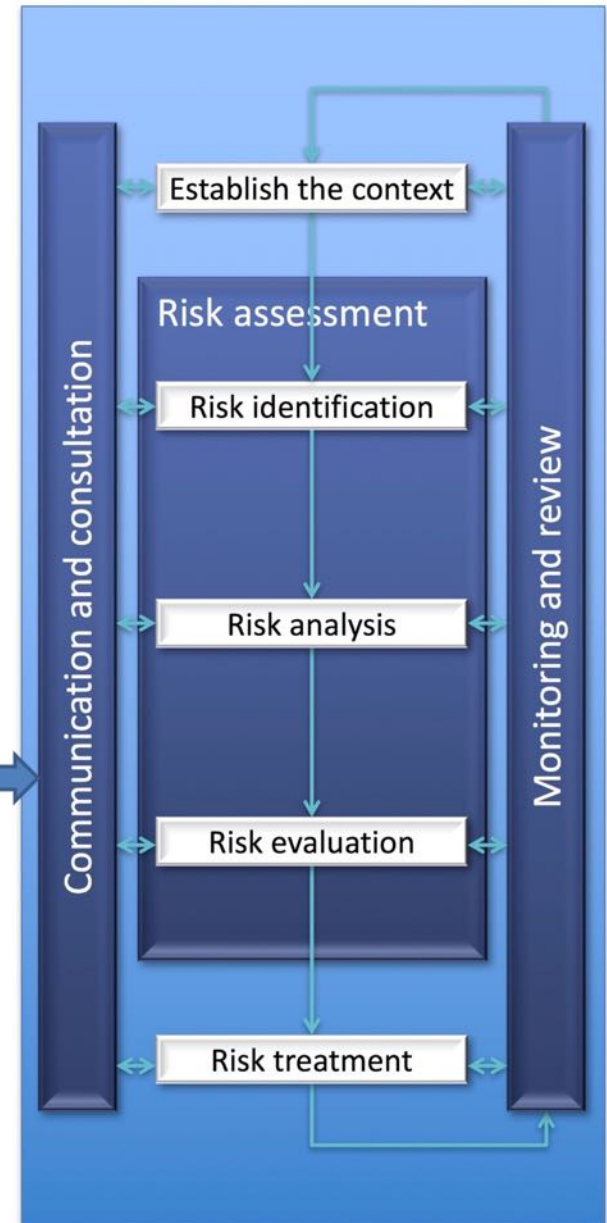 Establish the context
Risk assessment
Risk identification
Risk analysis
Risk evaluation
Risk treatment
Communication and consultation
Monitoring and review